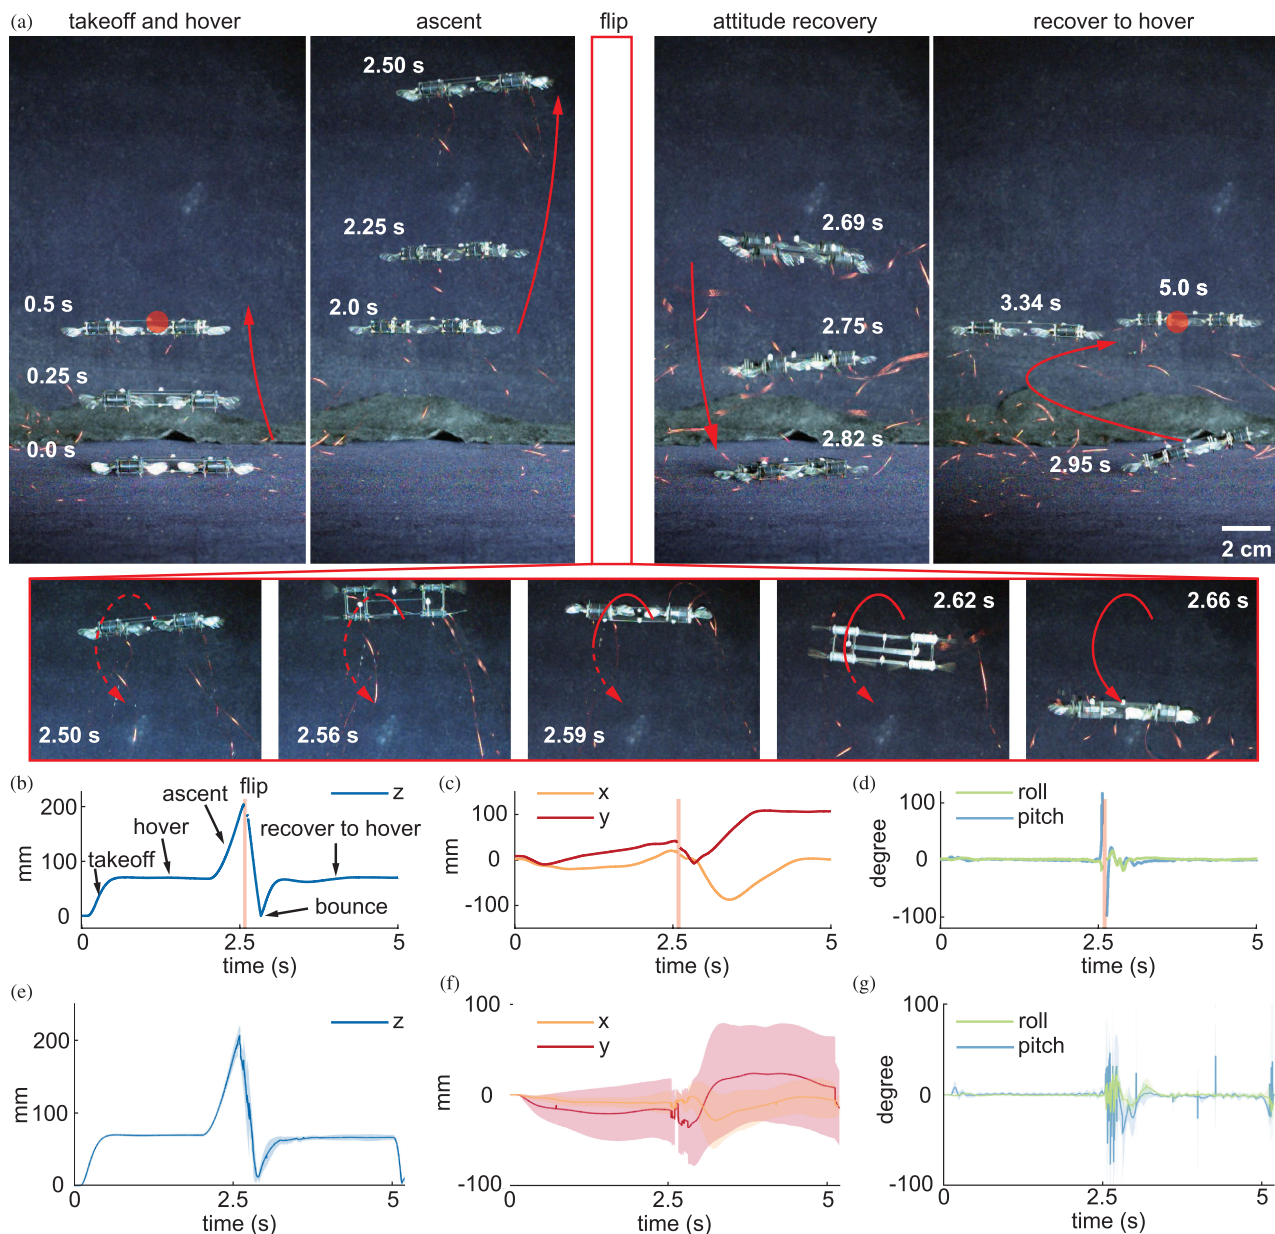 (a) takeoff and hover ascent flip attitude recovery recover to hover
2.50 s
2.25 s
2.0 s
0.5 s
0.25 s
0.0 s
2.69 s
2.75 s
2.82 s
3.34 s
5.0 s
2.95 s
2 cm
2.50 s
2.56 s
2.59 s
2.62 s
2.66 s
(b)
mm
200
100
0
0 2.5 5
time (s)
flip
ascent
z
hover
recover to hover
takeoff
bounce
(c)
mm
100
0
-100
0 2.5 5
time (s)
x
y
(d)
degree
100
0
-100
0 2.5 5
time (s)
roll
pitch
(e)
mm
200
100
0
0 2.5 5
time (s)
z
(f)
mm
100
0
-100
0 2.5 5
time (s)
x
y
(g)
degree
100
0
-100
0 2.5 5
time (s)
roll
pitch